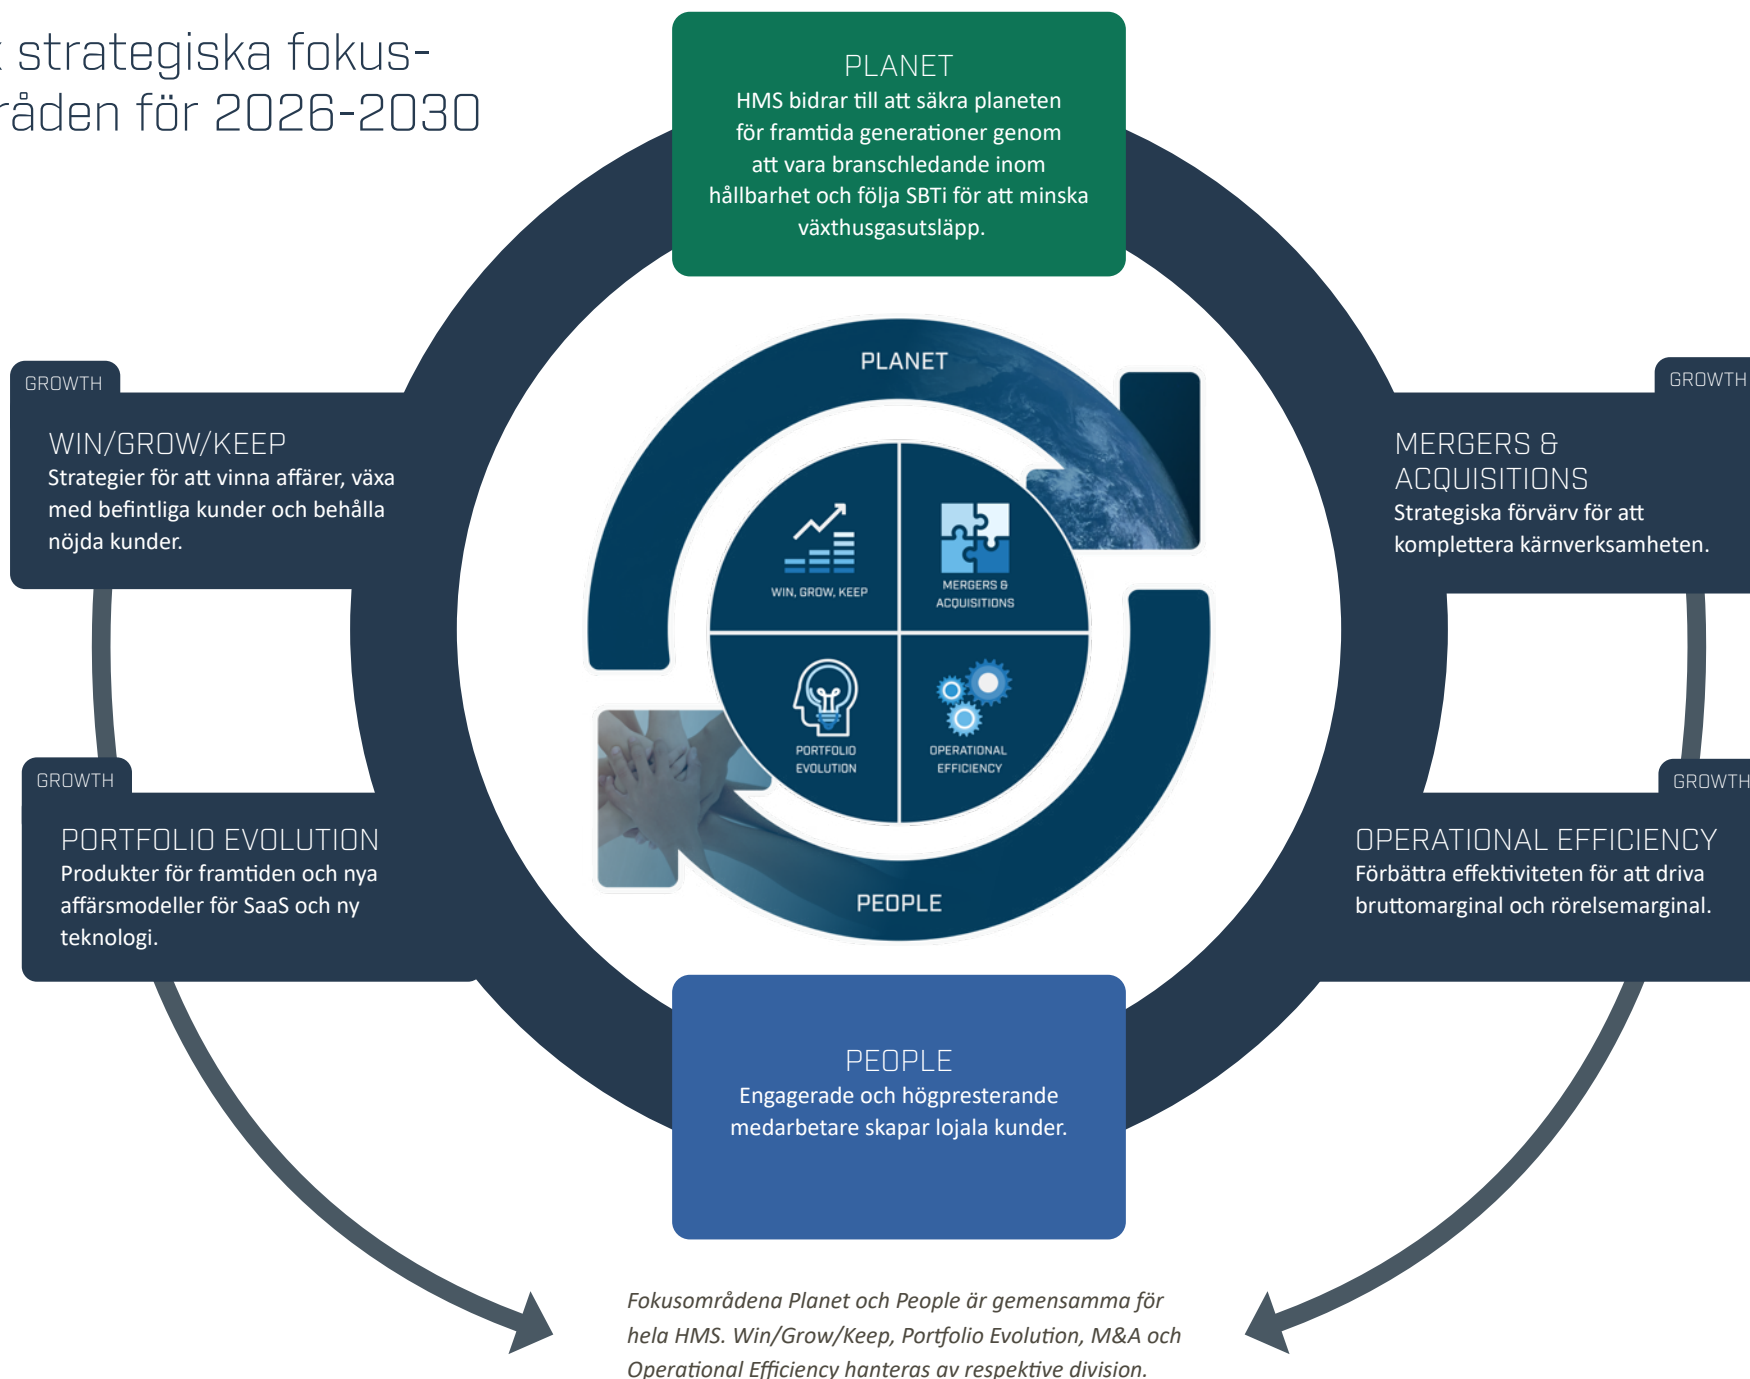 strategiska fokus-
råden för 2026-2030
PLANET
HMS bidrar till att säkra planeten
för framtida generationer genom
att vara branschledande inom
hållbarhet och följa SBTi för att minska
växthusgasutsläpp.
GROWTH
WIN/GROW/KEEP
Strategier för att vinna affärer, växa
med befintliga kunder och behålla
nöjda kunder.
GROWTH
MERGERS &
ACQUISITIONS
Strategiska förvärv för att
komplettera kärnverksamheten.
PLANET
WIN, GROW, KEEP
MERGERS &
ACQUISITIONS
PORTFOLIO
EVOLUTION
OPERATIONAL
EFFICIENCY
PEOPLE
GROWTH
PORTFOLIO EVOLUTION
Produkter för framtiden och nya
affärsmodeller för SaaS och ny
teknologi.
GROWTH
OPERATIONAL EFFICIENCY
Förbättra effektiviteten för att driva
bruttomarginal och rörelsemarginal.
PEOPLE
Engagerade och högpresterande
medarbetare skapar lojala kunder.
Fokusområdena Planet och People är gemensamma för
hela HMS. Win/Grow/Keep, Portfolio Evolution, M&A och
Operational Efficiency hanteras av respektive division.